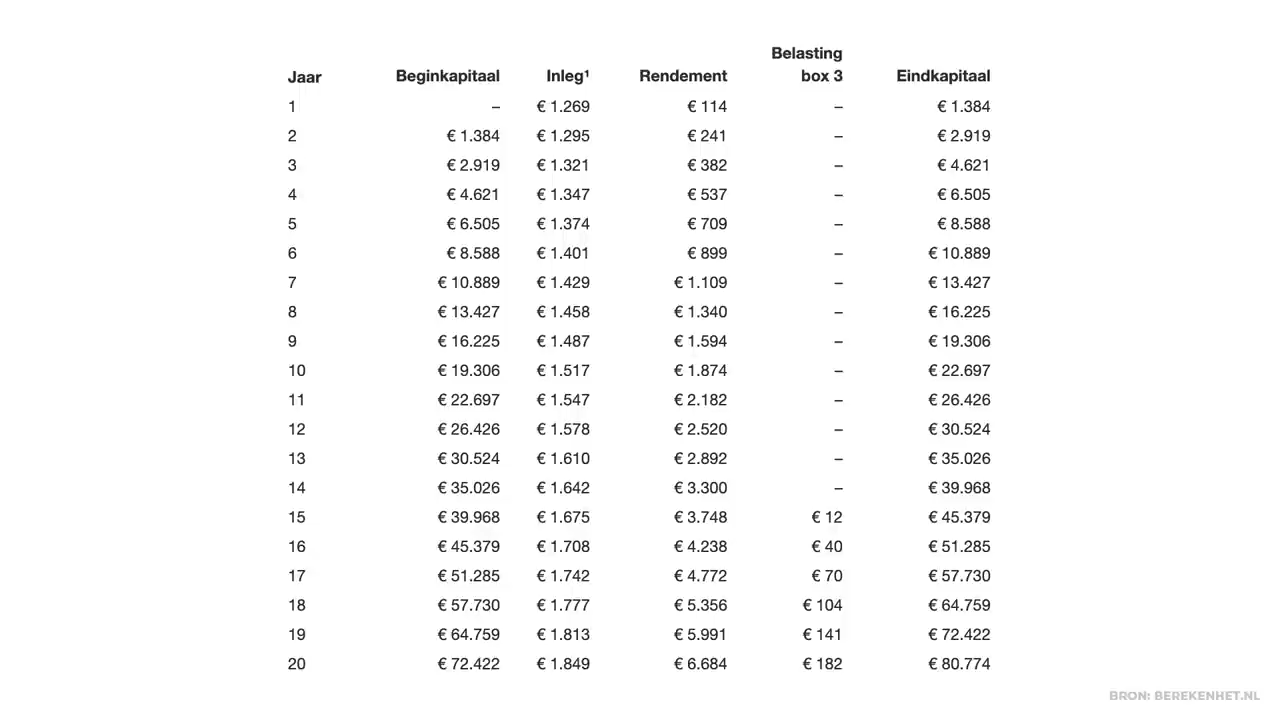 Jaar Beginkapitaal Inleg¹ Rendement Belasting box 3 Eindkapitaal
1 – € 1.269 € 114 – € 1.384
2 € 1.384 € 1.295 € 241 – € 2.919
3 € 2.919 € 1.321 € 382 – € 4.621
4 € 4.621 € 1.347 € 537 – € 6.505
5 € 6.505 € 1.374 € 709 – € 8.588
6 € 8.588 € 1.401 € 899 – € 10.889
7 € 10.889 € 1.429 € 1.109 – € 13.427
8 € 13.427 € 1.458 € 1.340 – € 16.225
9 € 16.225 € 1.487 € 1.594 – € 19.306
10 € 19.306 € 1.517 € 1.874 – € 22.697
11 € 22.697 € 1.547 € 2.182 – € 26.426
12 € 26.426 € 1.578 € 2.520 – € 30.524
13 € 30.524 € 1.610 € 2.892 – € 35.026
14 € 35.026 € 1.642 € 3.300 – € 39.968
15 € 39.968 € 1.675 € 3.748 € 12 € 45.379
16 € 45.379 € 1.708 € 4.238 € 40 € 51.285
17 € 51.285 € 1.742 € 4.772 € 70 € 57.730
18 € 57.730 € 1.777 € 5.356 € 104 € 64.759
19 € 64.759 € 1.813 € 5.991 € 141 € 72.422
20 € 72.422 € 1.849 € 6.684 € 182 € 80.774
BRON: BEREKENHET.NL